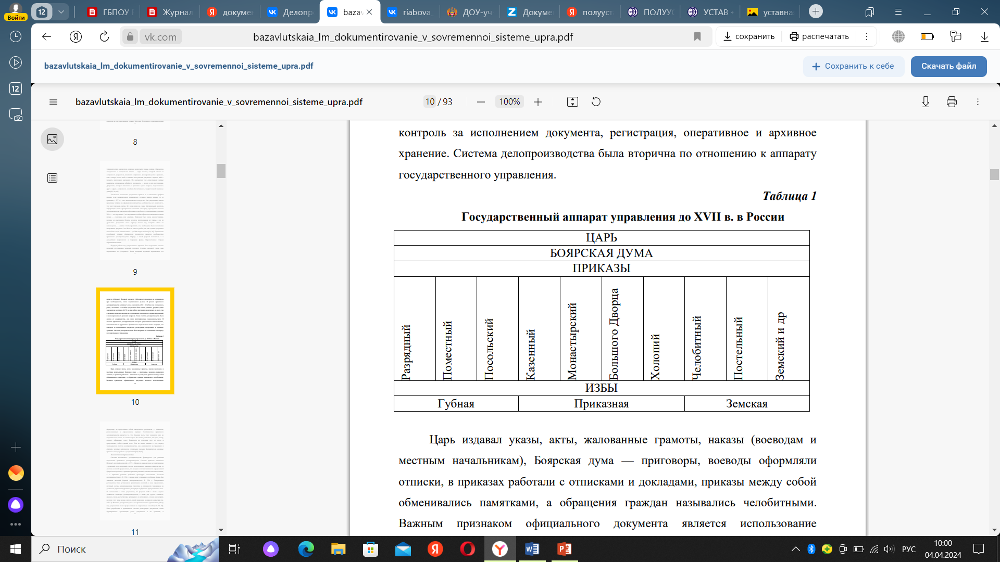 Войти
12
ГБПОУ
Журнал
докумен
Делопр
bazav
riabova_
ДОУ-уч
Докуме
полууст
ПОЛУУС
УСТАВ
уставна
vk.com
bazavlutskaia_lm_dokumentirovanie_v_sovremennoi_sisteme_upra.pdf
сохранить
распечатать
12
bazavlutskaia_lm_dokumentirovanie_v_sovremennoi_sisteme_upra.pdf
Сохранить к себе
Скачать файл
bazavlutskaia_lm_dokumentirovanie_v_sovremennoi_sisteme_upra.pdf
10 / 93
100%
8
9
10
11
контроль за исполнением документа, регистрация, оперативное и архивное
хранение. Система делопроизводства была вторична по отношению к аппарату
государственного управления.
Таблица 1
Государственный аппарат управления до XVII в. в России
ЦАРЬ
БОЯРСКАЯ ДУМА
ПРИКАЗЫ
Разрядный
Поместный
Посольский
Казенный
Монастырский
Большого Дворца
Холопий
Челобитный
Постельный
Земский и др
ИЗБЫ
Губная
Приказная
Земская
Царь издавал указы, акты, жалованные грамоты, наказы (воеводам и
местным начальникам), Боярская дума — приговоры, воеводы оформляли
отписки, в приказах работали с отписками и докладами, приказы между собой
обменивались памятками, а обращения граждан назывались челобитными.
Важным признаком официального документа является использование
Поиск
РУС
10:00
04.04.2024